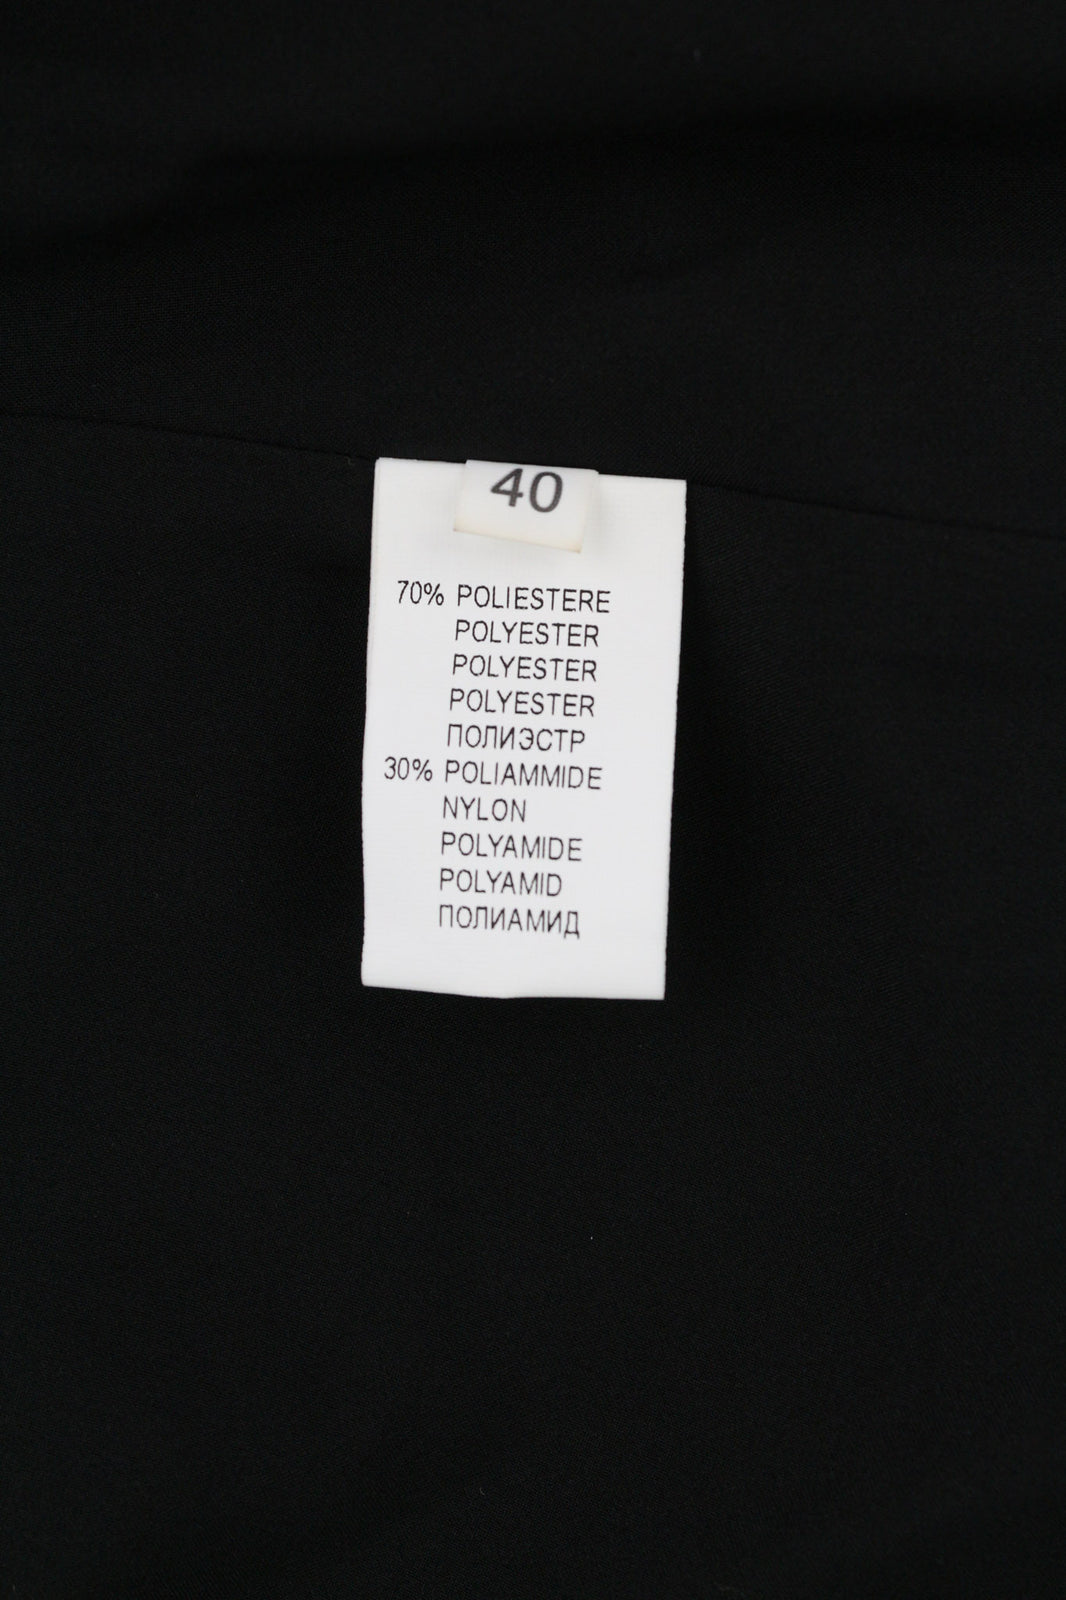 40
70% POLIESTERE
POLYESTER
POLYESTER
POLYESTER
ПОЛИЭСТР
30% POLIAMMIDE
NYLON
POLYAMIDE
POLYAMID
ПОЛИАМИД